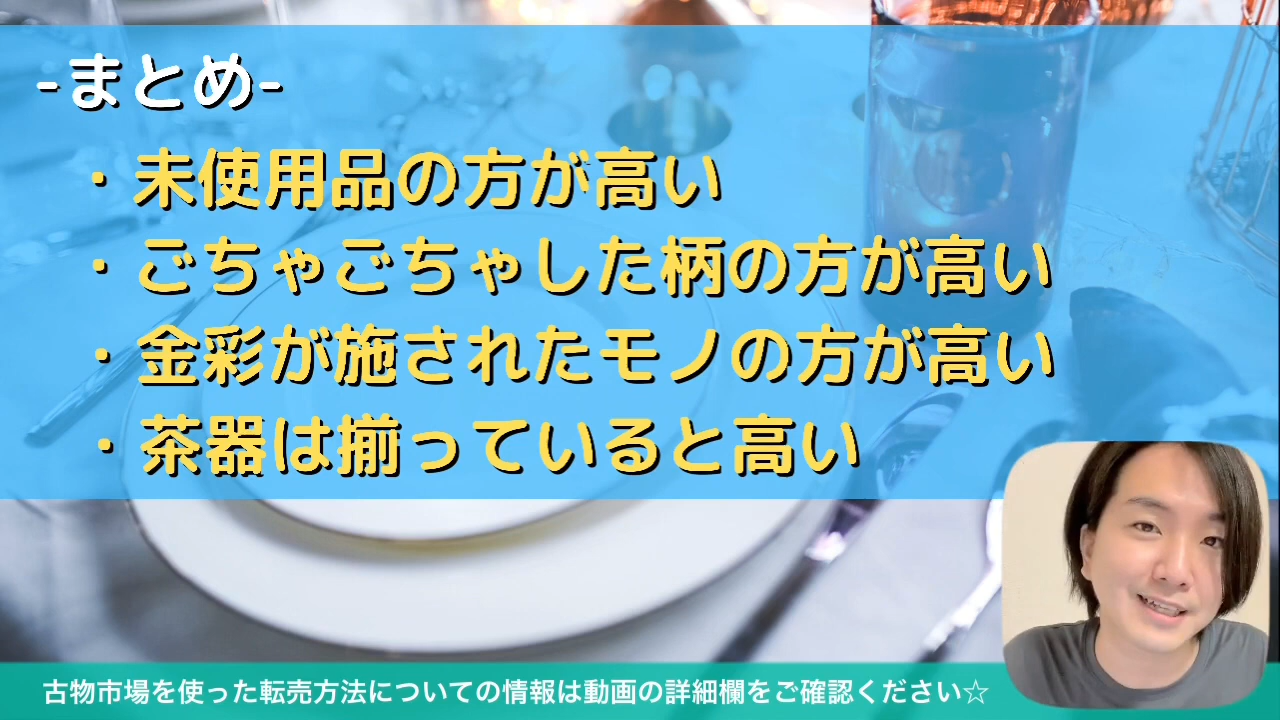 -まとめ-
・未使用品の方が高い
・ごちゃごちゃした柄の方が高い
・金彩が施されたモノの方が高い
・茶器は揃っていると高い
古物市場を使った転売方法についての情報は動画の詳細欄をご確認ください☆